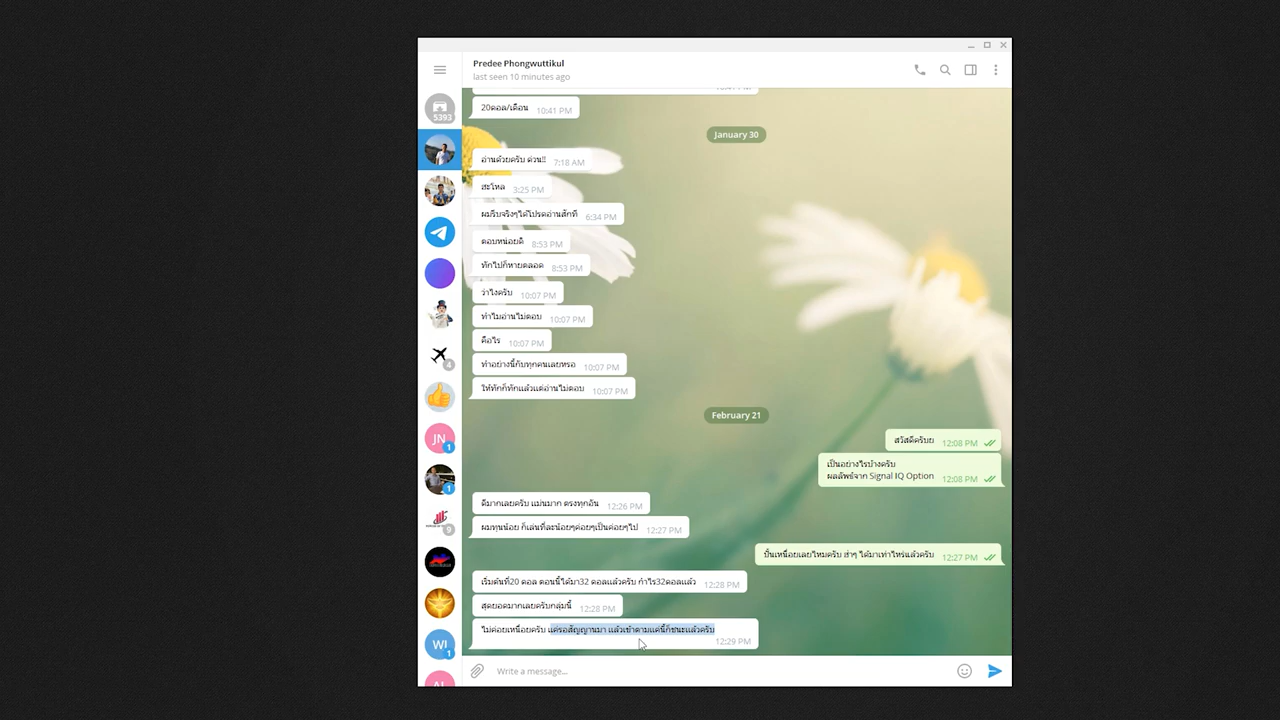 Predee Phongwuttikul
last seen 10 minutes ago
5393
20ดอล/เดือน 10:41 PM
January 30
อ่านด้วยครับ ด่วน!! 7:18 AM
สะโหล 3:25 PM
ผมรีบจริงๆได้โปรดอ่านสักที 6:34 PM
ตอบหน่อยดิ 8:53 PM
ทักไปก็หายตลอด 8:53 PM
ว่าไงครับ 10:07 PM
ทำไมอ่านไม่ตอบ 10:07 PM
คือไร 10:07 PM
ทำอย่างนี้กับทุกคนเลยหรอ 10:07 PM
ให้ทักก็ทักแล้วแต่อ่านไม่ตอบ 10:07 PM
February 21
สวัสดีครับย 12:08 PM
เป็นอย่างไรบ้างครับ
ผลลัพธ์จาก Signal IQ Option 12:08 PM
ดีมากเลยครับ แม่นมาก ตรงทุกอัน 12:26 PM
ผมทุนน้อย ก็เล่นที่ละน้อยๆค่อยๆเป็นค่อยๆไป 12:27 PM
ปั้นเหนื่อยเลยไหมครับ ฮ่าๆ ได้มาเท่าไหร่แล้วครับ 12:27 PM
เริ่มต้นที่20 ดอล ตอนนี้ได้มา32 ดอลแล้วครับ กำไร32ดอลแล้ว 12:28 PM
สุดยอดมากเลยครับกลุ่มนี้ 12:28 PM
ไม่ค่อยเหนื่อยครับ แค่รอสัญญานมา แล้วเข้าตามแค่นี้ก็ชนะแล้วครับ
12:29 PM
4
JN
1
1
9
WI
1
Write a message...